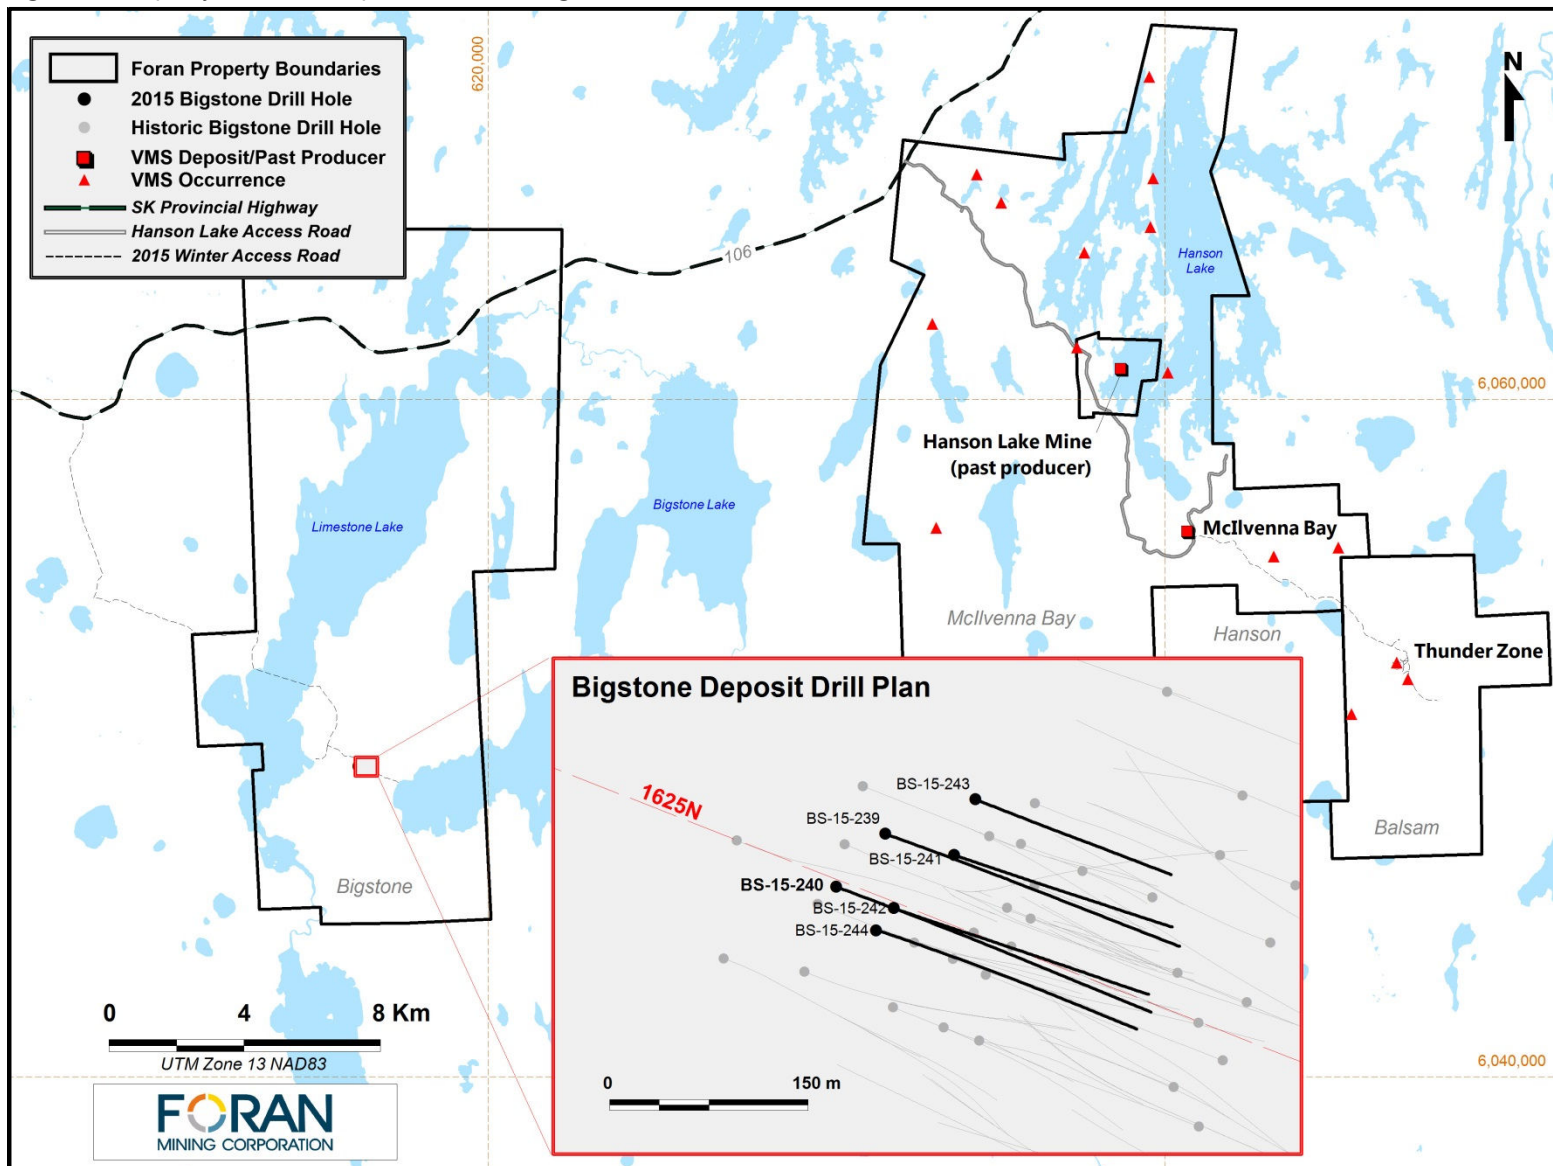 Foran Property Boundaries
2015 Bigstone Drill Hole
Historic Bigstone Drill Hole
VMS Deposit/Past Producer
VMS Occurrence
SK Provincial Highway
Hanson Lake Access Road
2015 Winter Access Road
620,000
N
106
Hanson
Lake
6,060,000
Hanson Lake Mine
(past producer)
Limestone Lake
Bigstone Lake
McIlvenna Bay
McIlvenna Bay
Hanson
Thunder Zone
Balsam
Bigstone
Bigstone Deposit Drill Plan
1625N
BS-15-243
BS-15-239
BS-15-241
BS-15-240
BS-15-242
BS-15-244
0 150 m
6,040,000
0 4 8 Km
UTM Zone 13 NAD83
FORAN
MINING CORPORATION